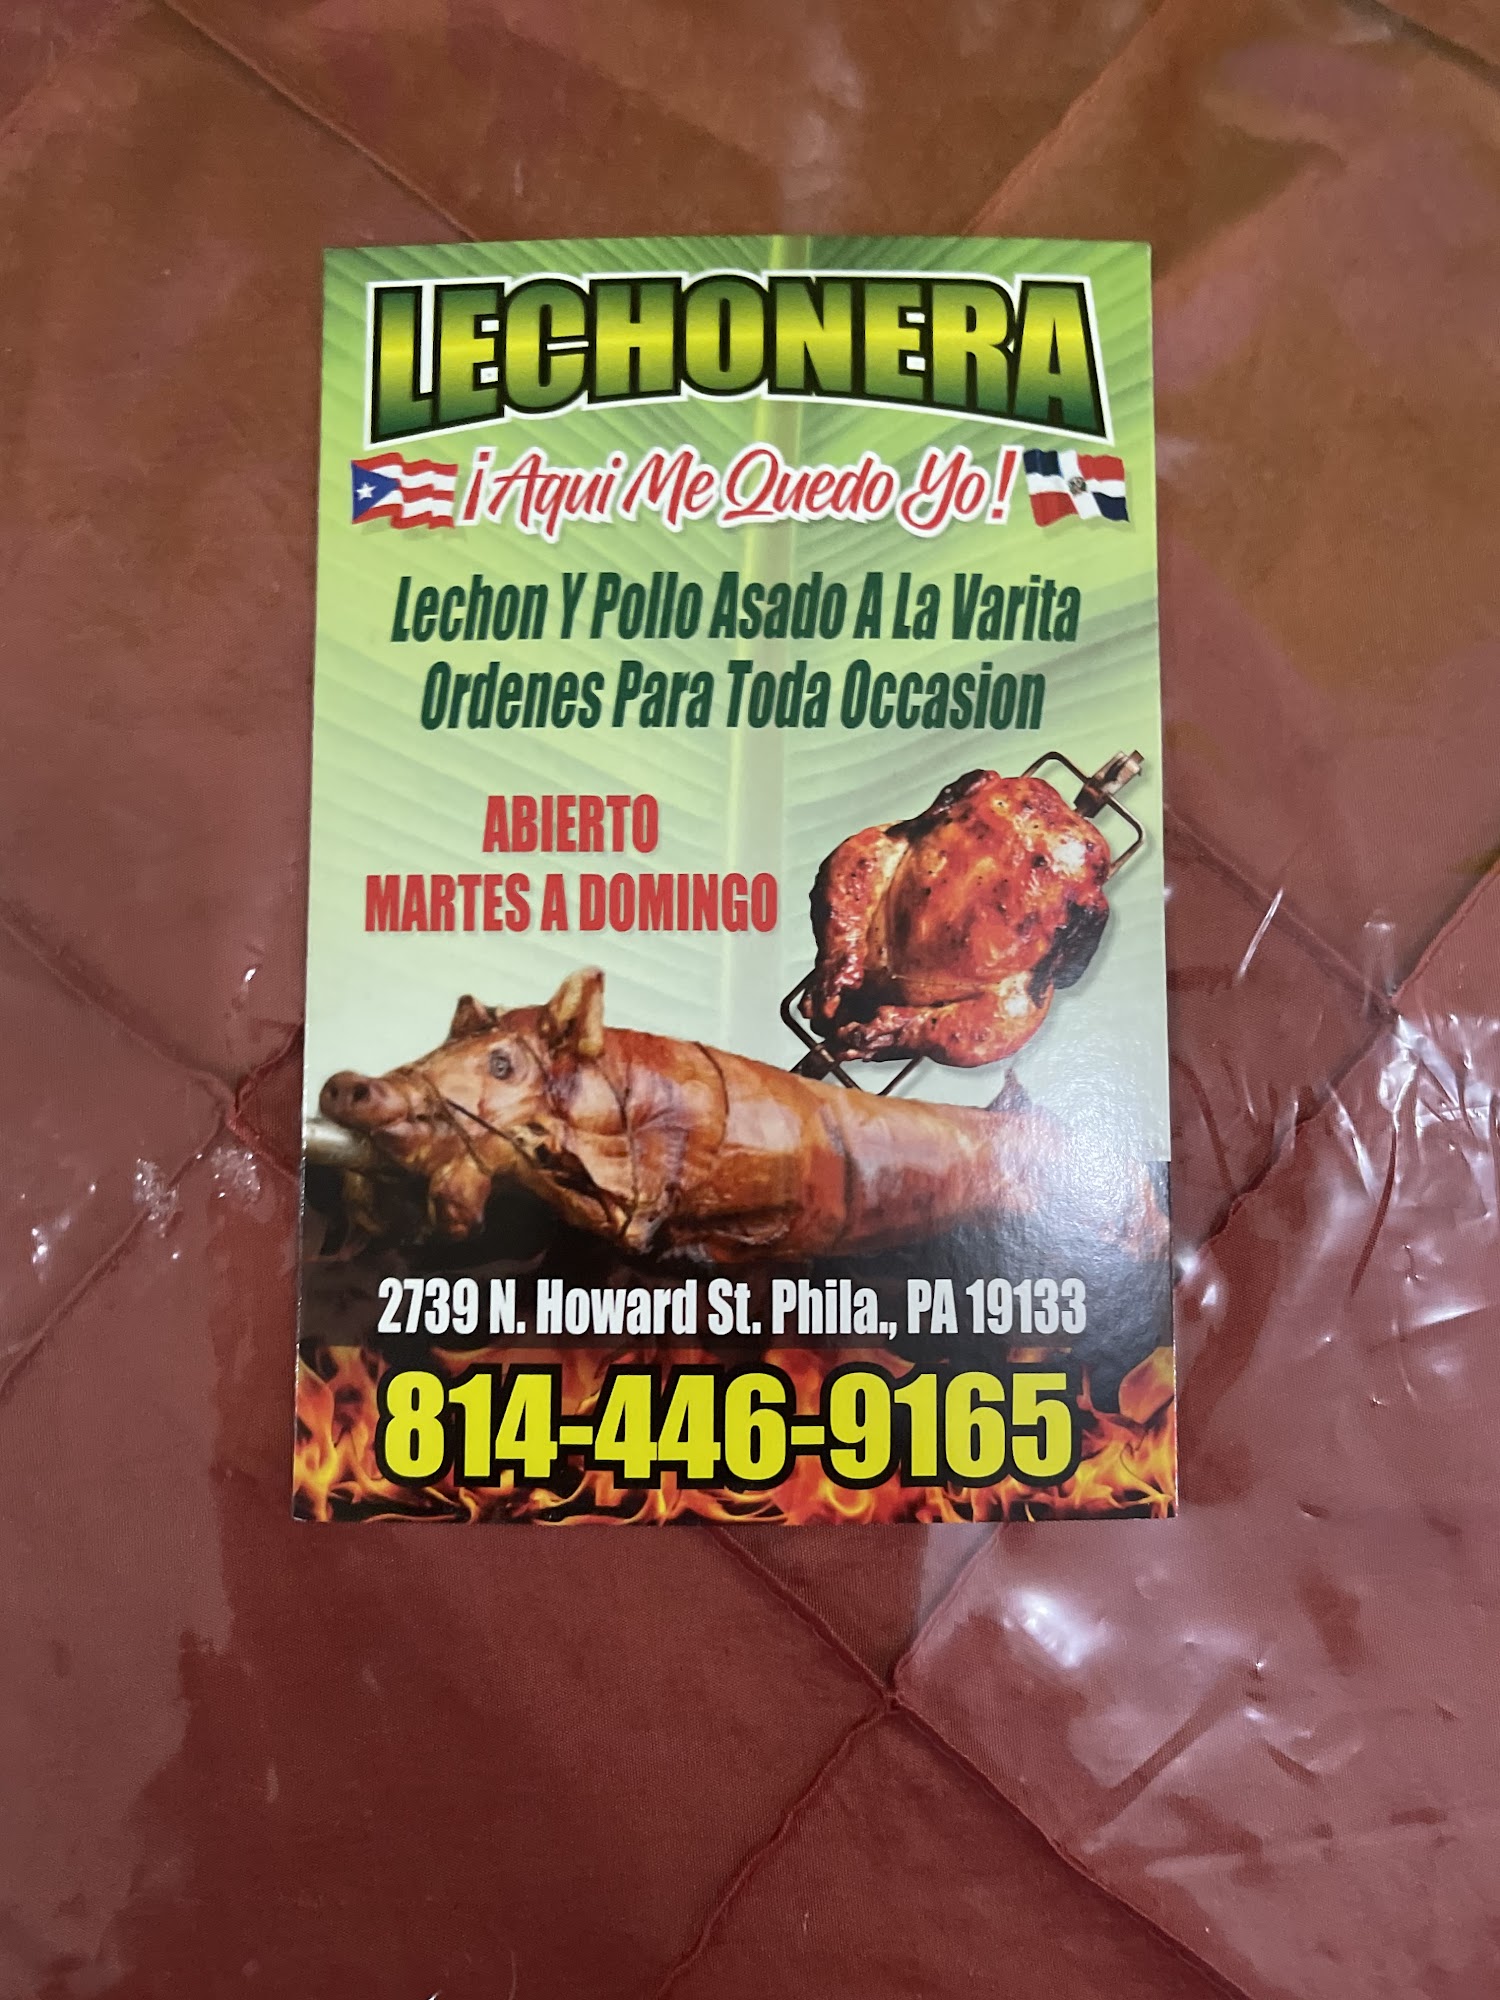 LECHONERA
¡Aqui Me Quedo Yo!
Lechon Y Pollo Asado A La Varita
Ordenes Para Toda Occasion
ABIERTO
MARTES A DOMINGO
2739 N. Howard St. Phila., PA 19133
814-446-9165